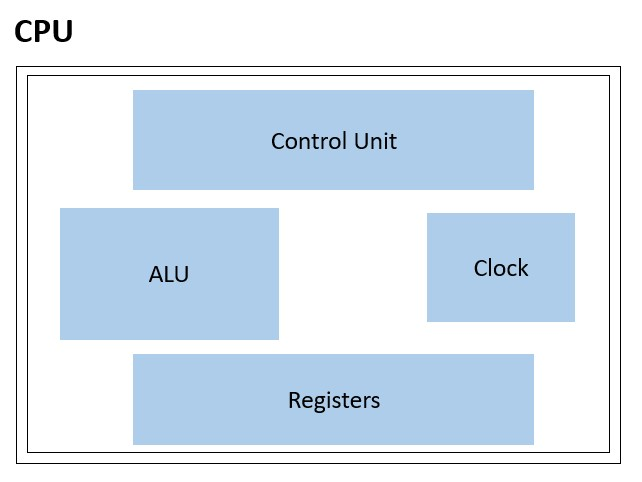 CPU
Control Unit
ALU
Clock
Registers